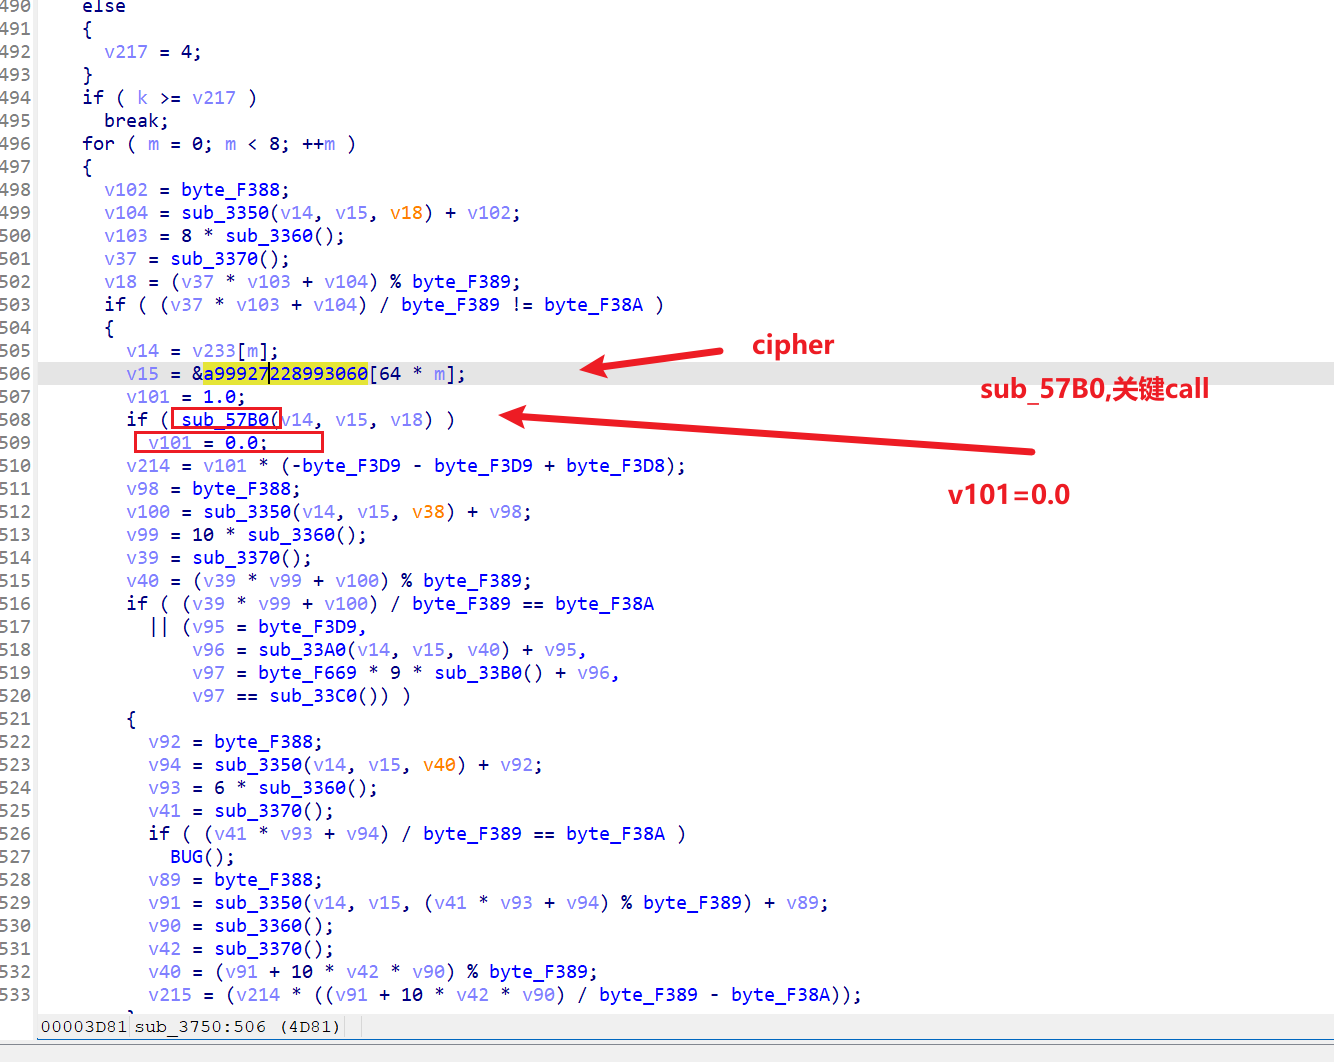 490 else
491 {
492 v217 = 4;
493 }
494 if ( k >= v217 )
495 break;
496 for ( m = 0; m < 8; ++m )
497 {
498 v102 = byte_F388;
499 v104 = sub_3350(v14, v15, v18) + v102;
500 v103 = 8 * sub_3360();
501 v37 = sub_3370();
502 v18 = (v37 * v103 + v104) % byte_F389;
503 if ( (v37 * v103 + v104) / byte_F389 != byte_F38A )
504 {
505 v14 = v233[m];
cipher
506 v15 = &a99927228993060[64 * m];
sub_57B0,关键call
507 v101 = 1.0;
508 if ( sub_57B0(v14, v15, v18) )
509 v101 = 0.0;
510 v214 = v101 * (-byte_F3D9 - byte_F3D9 + byte_F3D8);
511 v98 = byte_F388;
v101=0.0
512 v100 = sub_3350(v14, v15, v38) + v98;
513 v99 = 10 * sub_3360();
514 v39 = sub_3370();
515 v40 = (v39 * v99 + v100) % byte_F389;
516 if ( (v39 * v99 + v100) / byte_F389 == byte_F38A
517 || (v95 = byte_F3D9,
518 v96 = sub_33A0(v14, v15, v40) + v95,
519 v97 = byte_F669 * 9 * sub_33B0() + v96,
520 v97 == sub_33C0()) )
521 {
522 v92 = byte_F388;
523 v94 = sub_3350(v14, v15, v40) + v92;
524 v93 = 6 * sub_3360();
525 v41 = sub_3370();
526 if ( (v41 * v93 + v94) / byte_F389 == byte_F38A )
527 BUG();
528 v89 = byte_F388;
529 v91 = sub_3350(v14, v15, (v41 * v93 + v94) % byte_F389) + v89;
530 v90 = sub_3360();
531 v42 = sub_3370();
532 v40 = (v91 + 10 * v42 * v90) % byte_F389;
533 v215 = (v214 * ((v91 + 10 * v42 * v90) / byte_F389 - byte_F38A));
00003D81 sub_3750:506 (4D81)